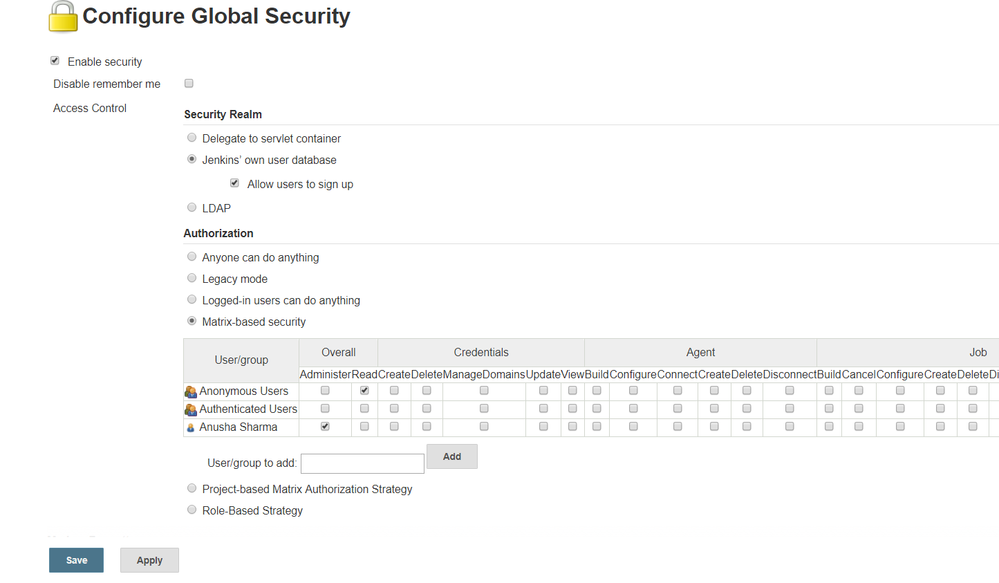 Configure Global Security
Enable security
Disable remember me
Access Control
Security Realm
Delegate to servlet container
Jenkins’ own user database
Allow users to sign up
LDAP
Authorization
Anyone can do anything
Legacy mode
Logged-in users can do anything
Matrix-based security
User/group Overall Credentials Agent Job
Administer Read Create Delete ManageDomains Update View Build Configure Connect Create Delete Disconnect Build Cancel Configure Create Delete Di
Anonymous Users
Authenticated Users
Anusha Sharma
User/group to add: Add
Project-based Matrix Authorization Strategy
Role-Based Strategy
Save Apply